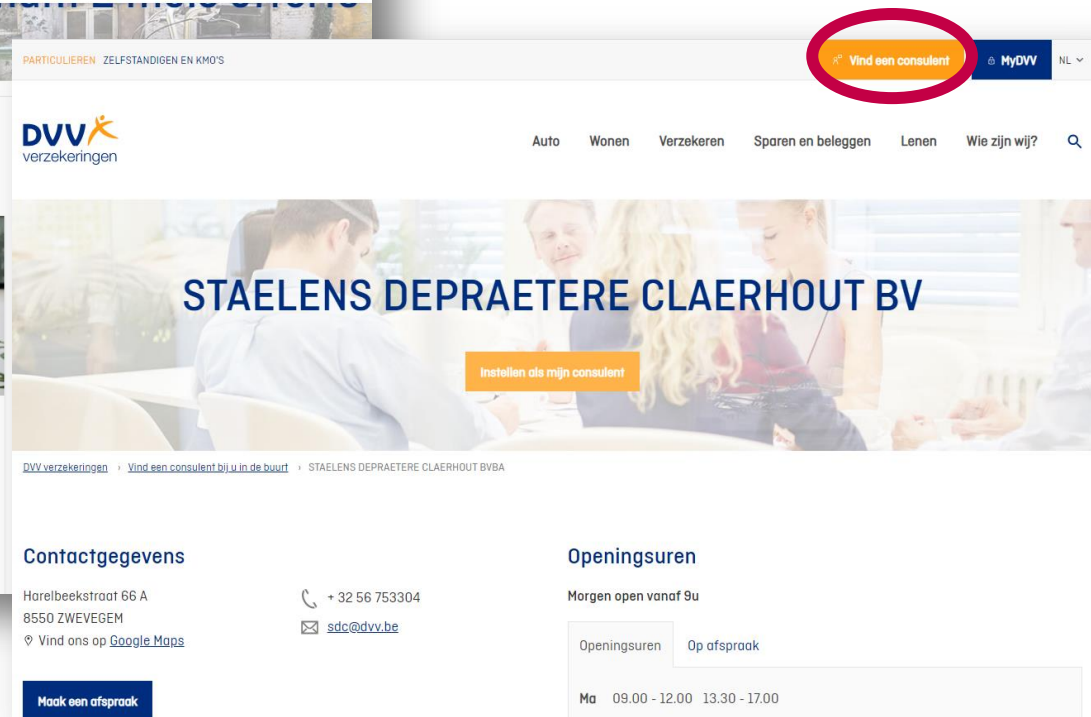 PARTICULIEREN ZELFSTANDIGEN EN KMO'S
Vind een consulent MyDVV NL
DVV
verzekeringen
Auto Wonen Verzekeren Sparen en beleggen Lenen Wie zijn wij?
STAELENS DEPRAETERE CLAERHOUT BV
Instellen als mijn consulent
DVV verzekeringen › Vind een consulent bij u in de buurt › STAELENS DEPRAETERE CLAERHOUT BVBA
Contactgegevens
Harelbeekstraat 66 A
8550 ZWEVEGEM
Vind ons op Google Maps
+ 32 56 753304
sdc@dvv.be
Maak een afspraak
Openingsuren
Morgen open vanaf 9u
Openingsuren Op afspraak
Ma 09.00 - 12.00 13.30 - 17.00